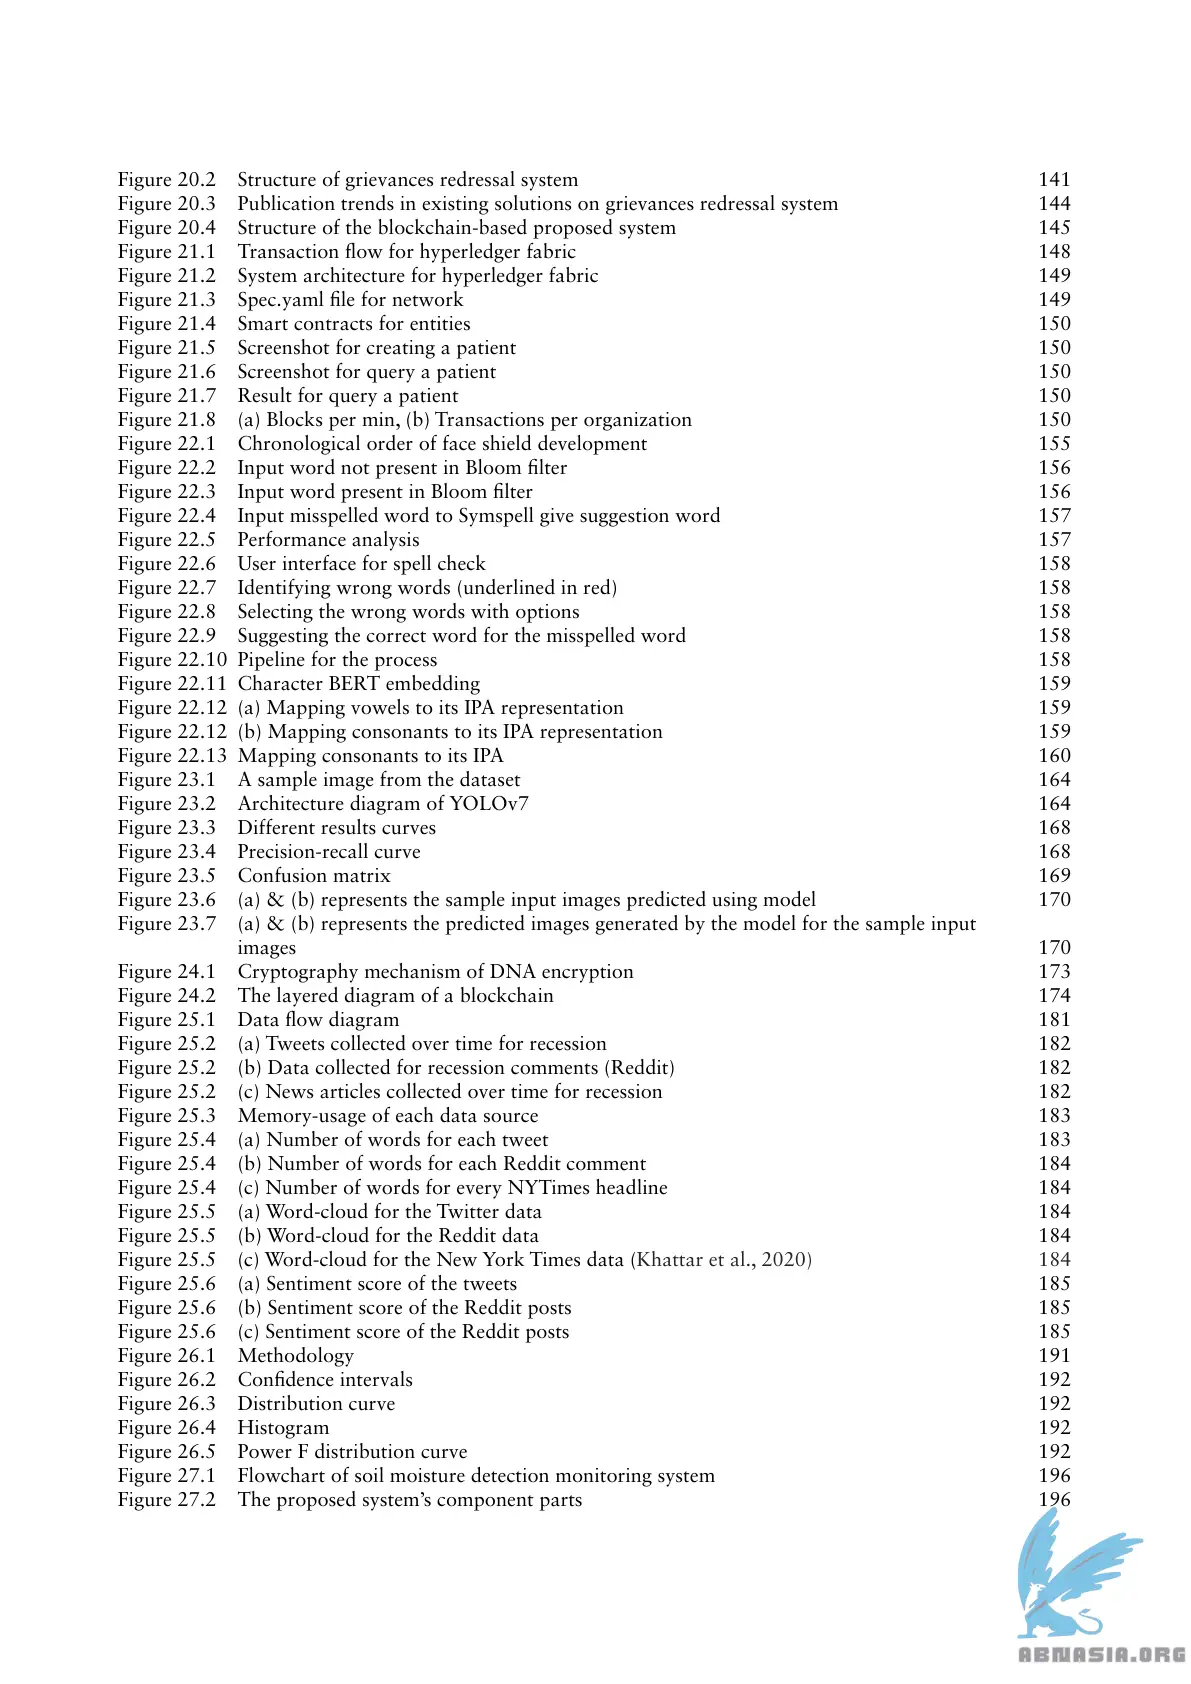 Figure 20.2 Structure of grievances redressal system 141
Figure 20.3 Publication trends in existing solutions on grievances redressal system 144
Figure 20.4 Structure of the blockchain-based proposed system 145
Figure 21.1 Transaction flow for hyperledger fabric 148
Figure 21.2 System architecture for hyperledger fabric 149
Figure 21.3 Spec.yaml file for network 149
Figure 21.4 Smart contracts for entities 150
Figure 21.5 Screenshot for creating a patient 150
Figure 21.6 Screenshot for query a patient 150
Figure 21.7 Result for query a patient 150
Figure 21.8 (a) Blocks per min, (b) Transactions per organization 150
Figure 22.1 Chronological order of face shield development 155
Figure 22.2 Input word not present in Bloom filter 156
Figure 22.3 Input word present in Bloom filter 156
Figure 22.4 Input misspelled word to Symspell give suggestion word 157
Figure 22.5 Performance analysis 157
Figure 22.6 User interface for spell check 158
Figure 22.7 Identifying wrong words (underlined in red) 158
Figure 22.8 Selecting the wrong words with options 158
Figure 22.9 Suggesting the correct word for the misspelled word 158
Figure 22.10 Pipeline for the process 158
Figure 22.11 Character BERT embedding 159
Figure 22.12 (a) Mapping vowels to its IPA representation 159
Figure 22.12 (b) Mapping consonants to its IPA representation 159
Figure 22.13 Mapping consonants to its IPA 160
Figure 23.1 A sample image from the dataset 164
Figure 23.2 Architecture diagram of YOLOv7 164
Figure 23.3 Different results curves 168
Figure 23.4 Precision-recall curve 168
Figure 23.5 Confusion matrix 169
Figure 23.6 (a) & (b) represents the sample input images predicted using model 170
Figure 23.7 (a) & (b) represents the predicted images generated by the model for the sample input
images 170
Figure 24.1 Cryptography mechanism of DNA encryption 173
Figure 24.2 The layered diagram of a blockchain 174
Figure 25.1 Data flow diagram 181
Figure 25.2 (a) Tweets collected over time for recession 182
Figure 25.2 (b) Data collected for recession comments (Reddit) 182
Figure 25.2 (c) News articles collected over time for recession 182
Figure 25.3 Memory-usage of each data source 183
Figure 25.4 (a) Number of words for each tweet 183
Figure 25.4 (b) Number of words for each Reddit comment 184
Figure 25.4 (c) Number of words for every NYTimes headline 184
Figure 25.5 (a) Word-cloud for the Twitter data 184
Figure 25.5 (b) Word-cloud for the Reddit data 184
Figure 25.5 (c) Word-cloud for the New York Times data (Khattar et al., 2020) 184
Figure 25.6 (a) Sentiment score of the tweets 185
Figure 25.6 (b) Sentiment score of the Reddit posts 185
Figure 25.6 (c) Sentiment score of the Reddit posts 185
Figure 26.1 Methodology 191
Figure 26.2 Confidence intervals 192
Figure 26.3 Distribution curve 192
Figure 26.4 Histogram 192
Figure 26.5 Power F distribution curve 192
Figure 27.1 Flowchart of soil moisture detection monitoring system 196
Figure 27.2 The proposed system’s component parts 196
ABNASIA.ORG